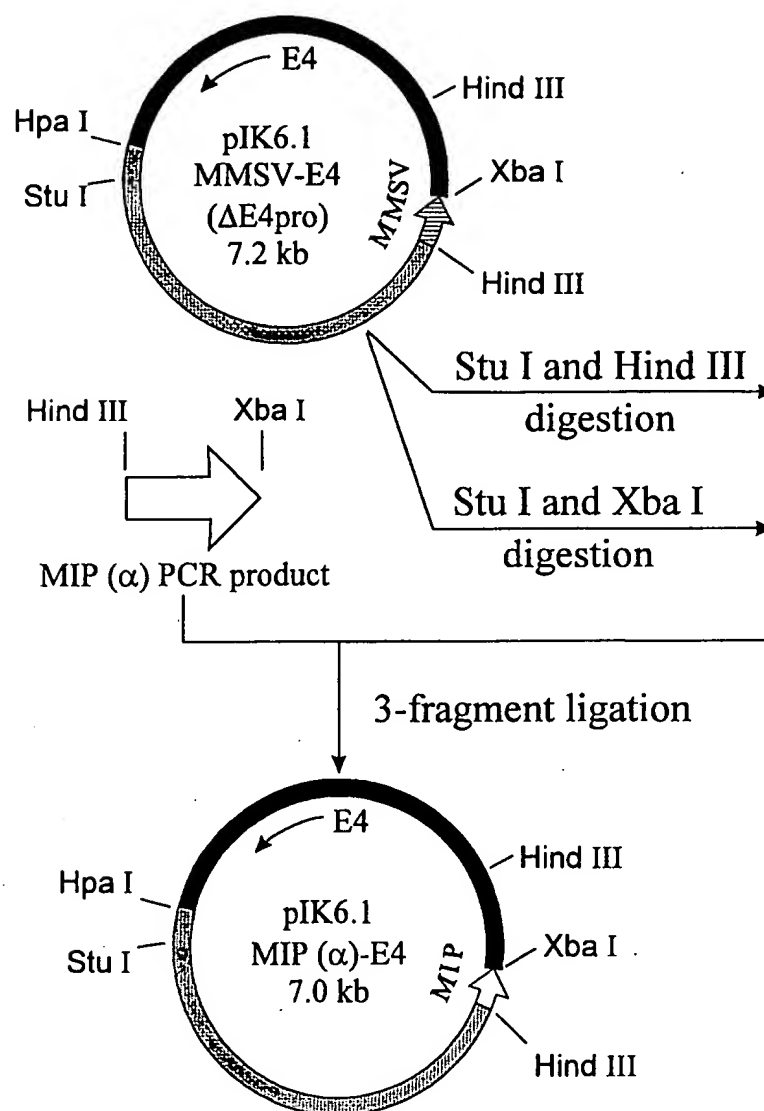 E4
Hind III
Hpa I
pIK6.1
Xba I
MMSV-E4
Stu I
(ΔE4pro)
MMSV
7.2 kb
Hind III
Stu I and Hind III
digestion
Hind III
Xba I
Stu I and Xba I
digestion
MIP (α) PCR product
3-fragment ligation
E4
Hind III
Hpa I
pIK6.1
Xba I
Stu I
MIP (α)-E4
MIP
7.0 kb
Hind III